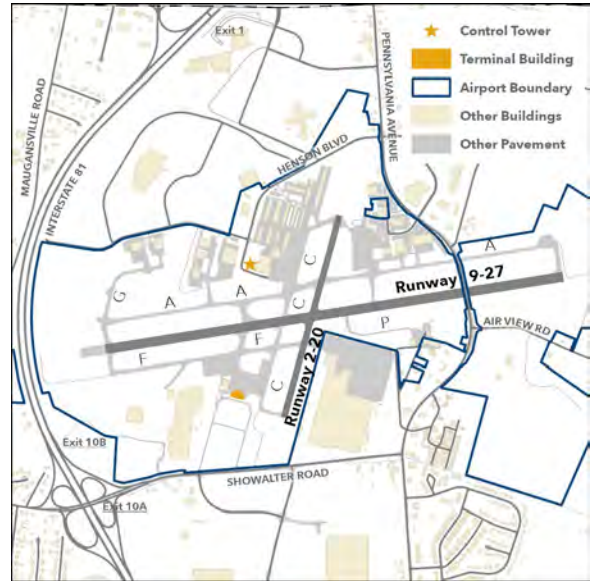 Exit 1
Control Tower
Terminal Building
Airport Boundary
Other Buildings
Other Pavement
MAUGANSVILLE ROAD
INTERSTATE 81
PENNSYLVANIA AVENUE
HENSON BLVD
A
G
A
A
C
C
Runway 9-27
F
F
P
AIR VIEW RD
C
Runway 2-20
Exit 10B
SHOWALTER ROAD
Exit 10A